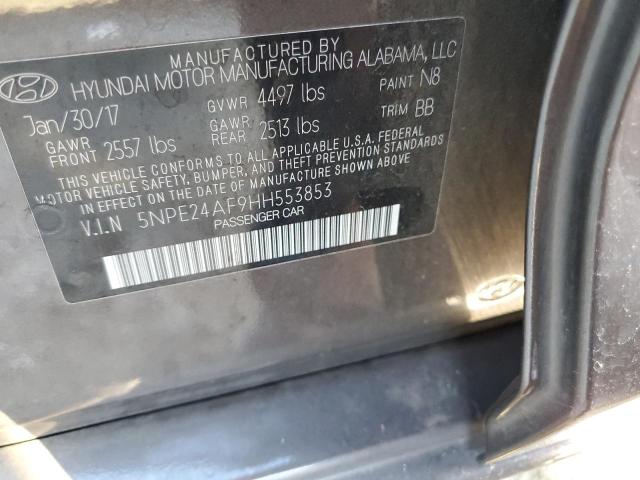 MANUFACTURED BY
HYUNDAI MOTOR MANUFACTURING ALABAMA, LLC
Jan/30/17 GVWR 4497 lbs PAINT N8
GAWR FRONT 2557 lbs GAWR REAR 2513 lbs TRIM BB
THIS VEHICLE CONFORMS TO ALL APPLICABLE U.S.A. FEDERAL
MOTOR VEHICLE SAFETY, BUMPER, AND THEFT PREVENTION STANDARDS
IN EFFECT ON THE DATE OF MANUFACTURE SHOWN ABOVE
V.I.N 5NPE24AF9HH553853
PASSENGER CAR